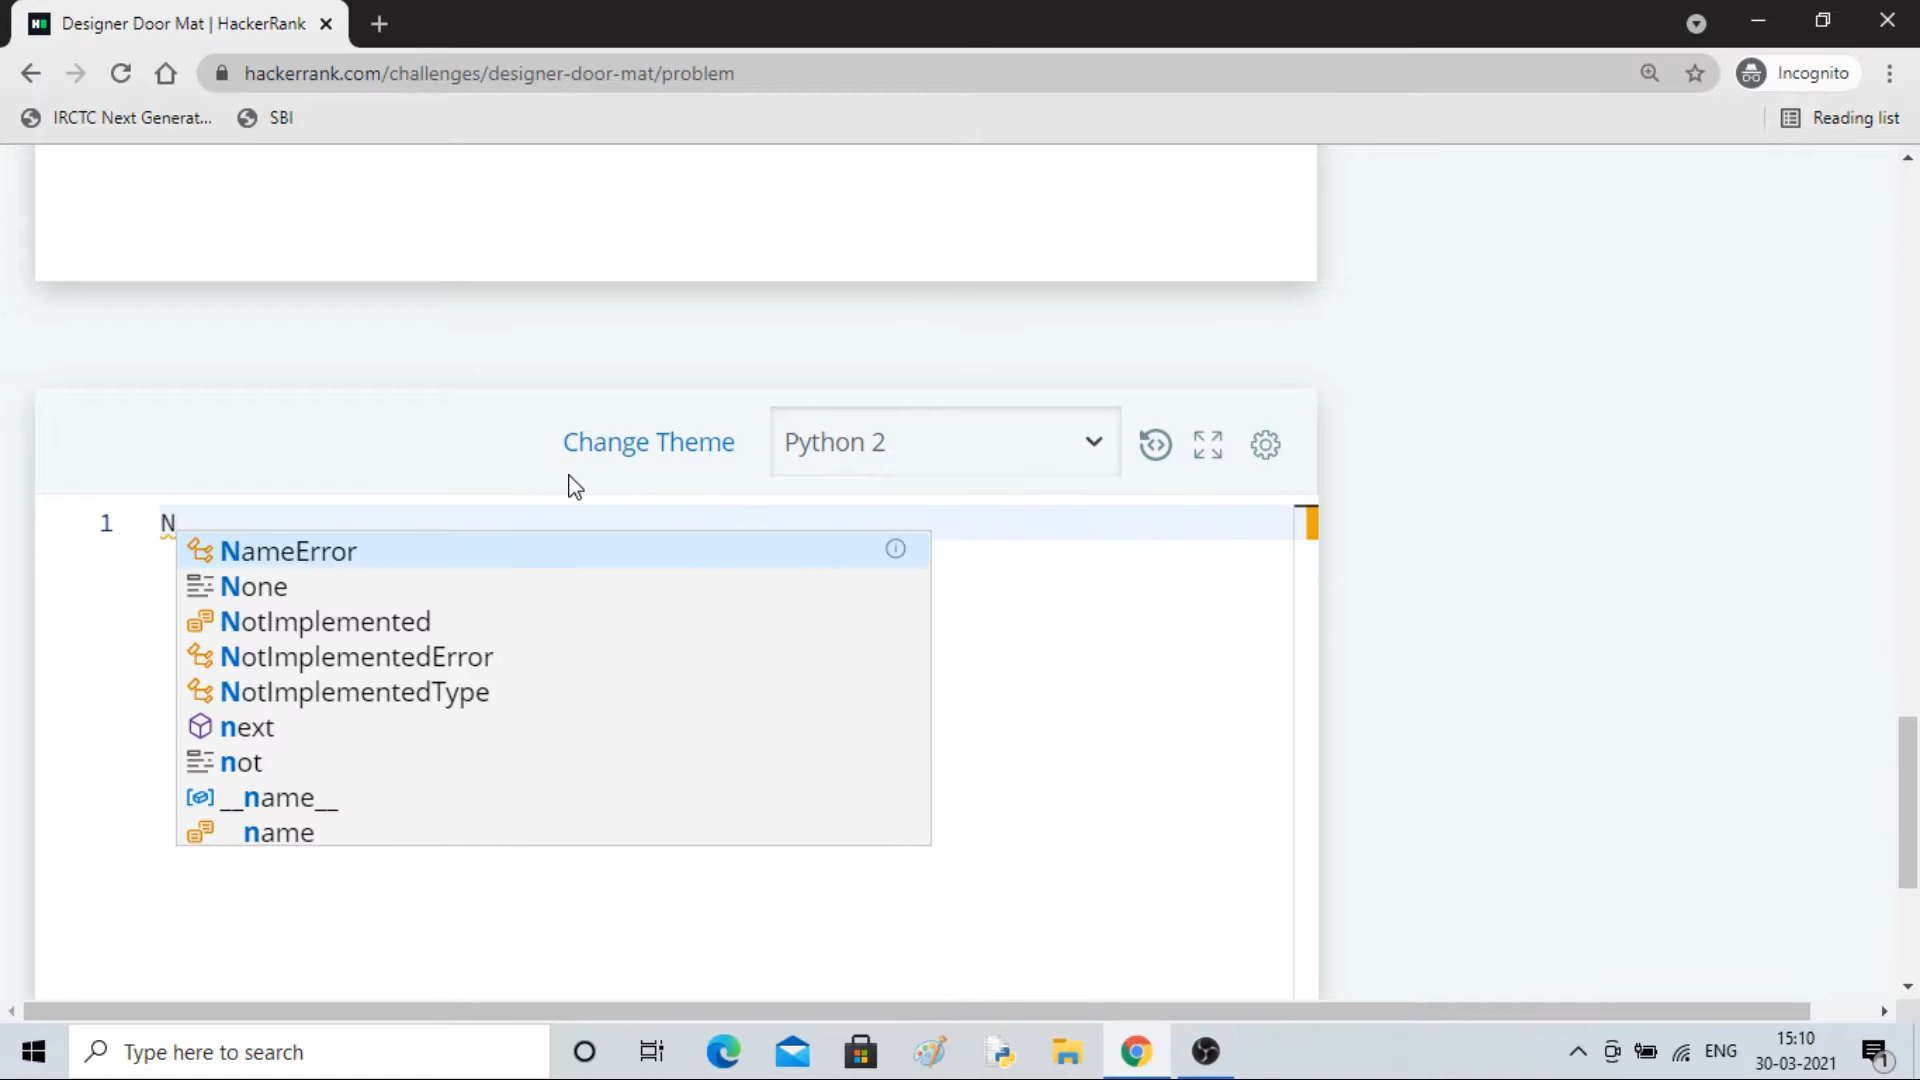 Designer Door Mat | HackerRank
hackerrank.com/challenges/designer-door-mat/problem
Incognito
IRCTC Next Generat...
SBI
Reading list
Change Theme
Python 2
1
N
NameError
None
NotImplemented
NotImplementedError
NotImplementedType
next
not
__name__
__name
Type here to search
ENG
15:10
30-03-2021
1